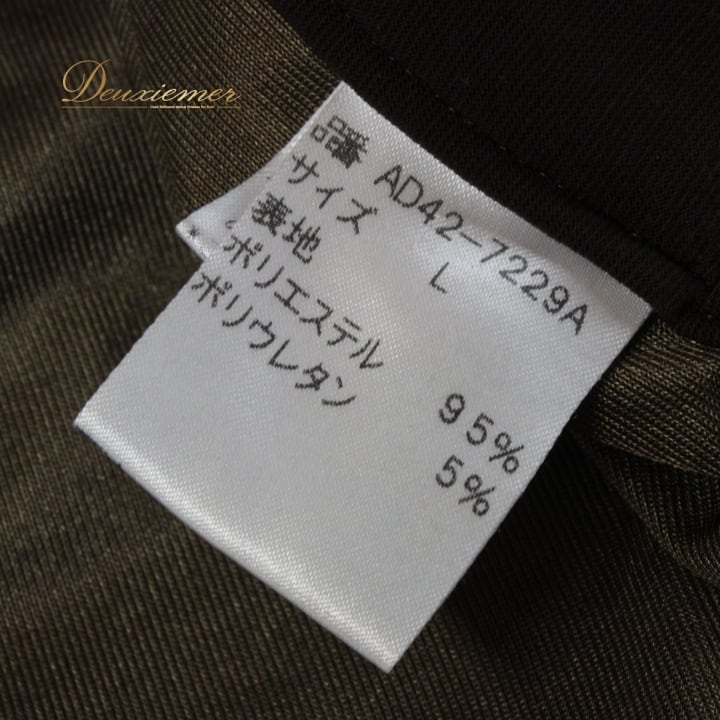 Deuxiemer
品番 AD42-7229A
サイズ L
表地
ポリエステル 95%
ポリウレタン 5%